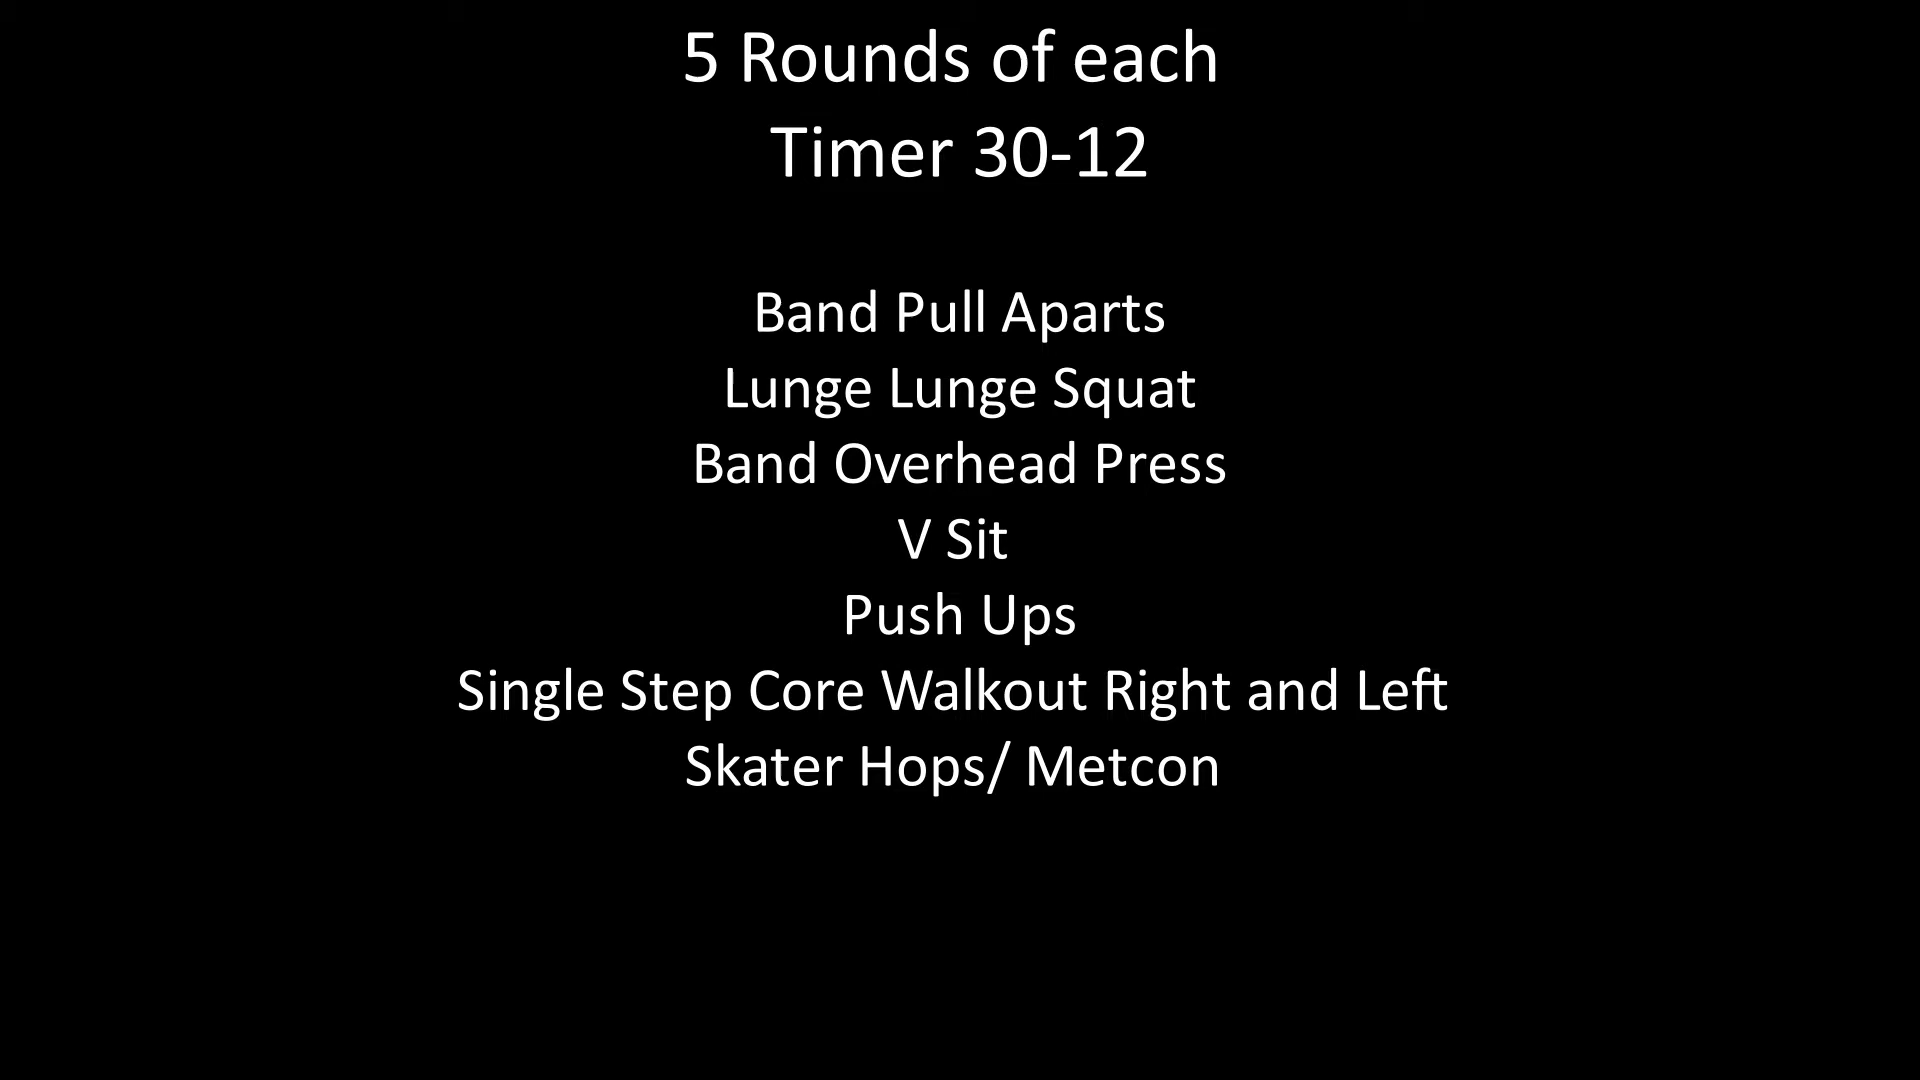 5 Rounds of each
Timer 30-12
Band Pull Aparts
Lunge Lunge Squat
Band Overhead Press
V Sit
Push Ups
Single Step Core Walkout Right and Left
Skater Hops/ Metcon